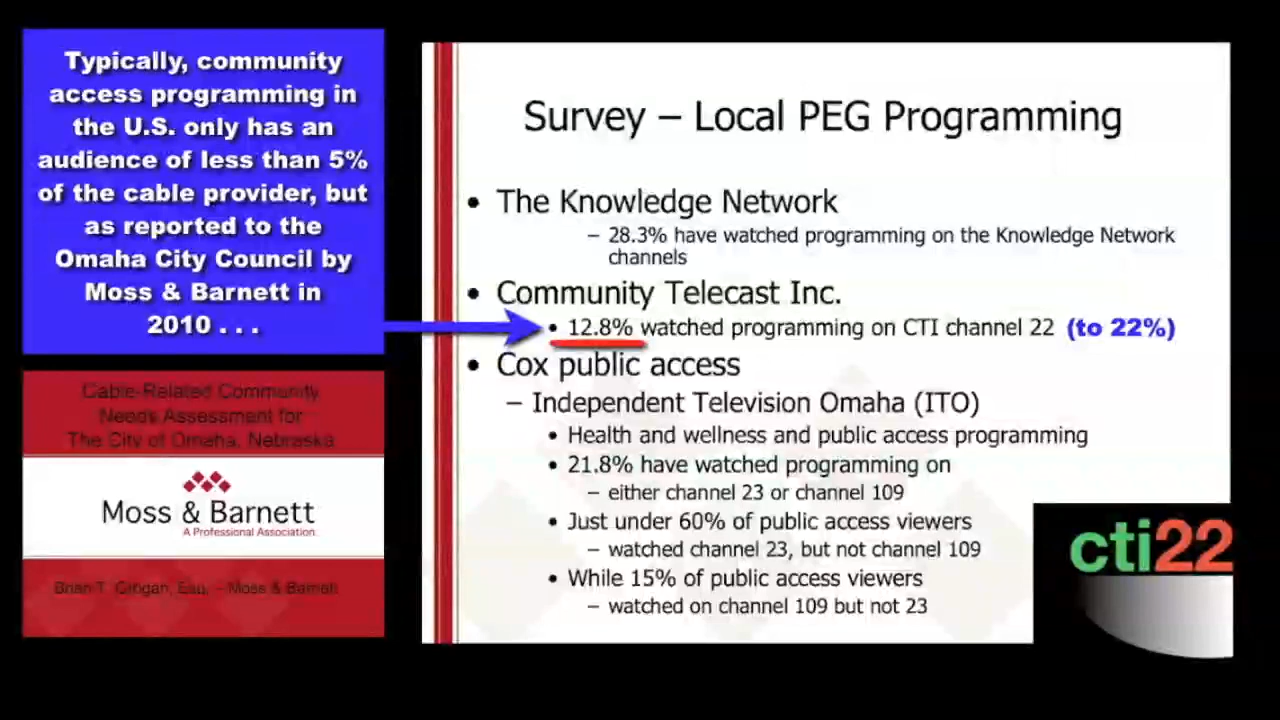 Typically, community
access programming in
the U.S. only has an
audience of less than 5%
of the cable provider, but
as reported to the
Omaha City Council by
Moss & Barnett in
2010 . . .
Cable-Related Community
Needs Assessment for
The City of Omaha, Nebraska
Moss & Barnett
A Professional Association
Brian T. Grogan, Esq. – Moss & Barnett
Survey – Local PEG Programming
• The Knowledge Network
– 28.3% have watched programming on the Knowledge Network
channels
• Community Telecast Inc.
• 12.8% watched programming on CTI channel 22 (to 22%)
• Cox public access
– Independent Television Omaha (ITO)
• Health and wellness and public access programming
• 21.8% have watched programming on
– either channel 23 or channel 109
• Just under 60% of public access viewers
– watched channel 23, but not channel 109
• While 15% of public access viewers
– watched on channel 109 but not 23
cti22